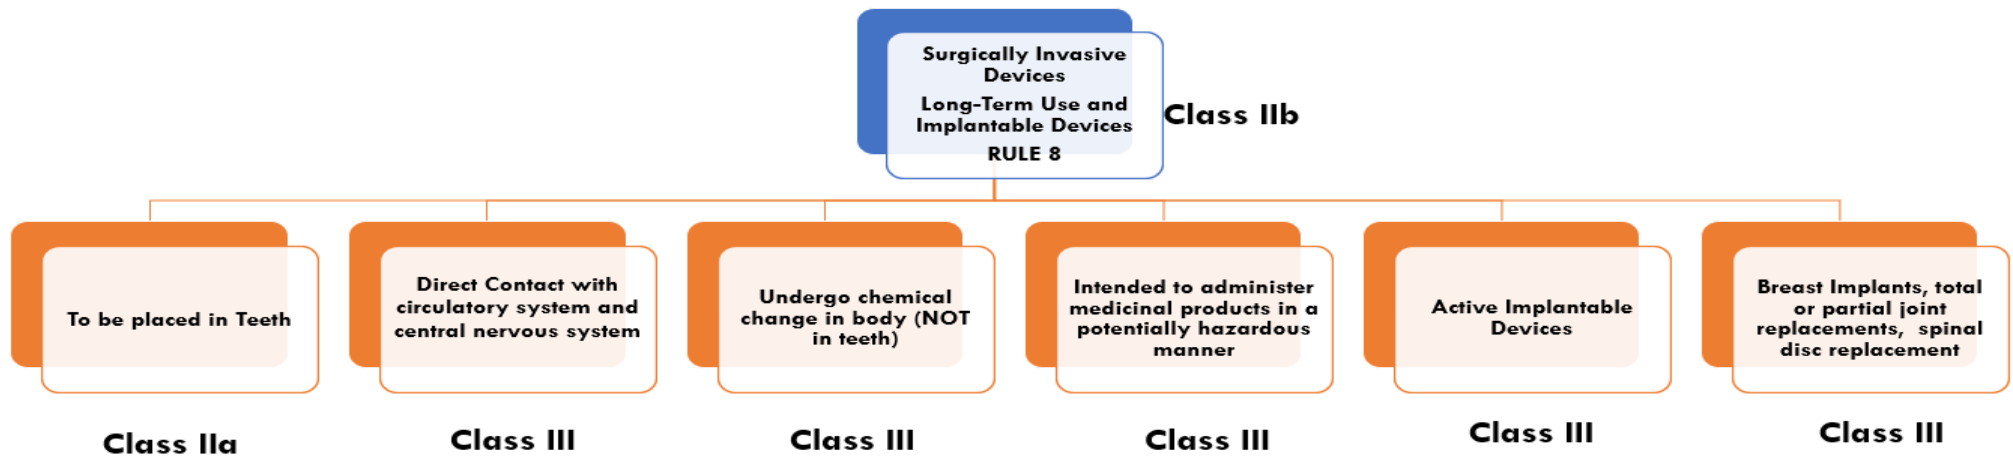 Surgically Invasive
Devices
Long-Term Use and
Implantable Devices
RULE 8
Class IIb
To be placed in Teeth
Direct Contact with
circulatory system and
central nervous system
Undergo chemical
change in body (NOT
in teeth)
Intended to administer
medicinal products in a
potentially hazardous
manner
Active Implantable
Devices
Breast Implants, total
or partial joint
replacements, spinal
disc replacement
Class IIa
Class III
Class III
Class III
Class III
Class III